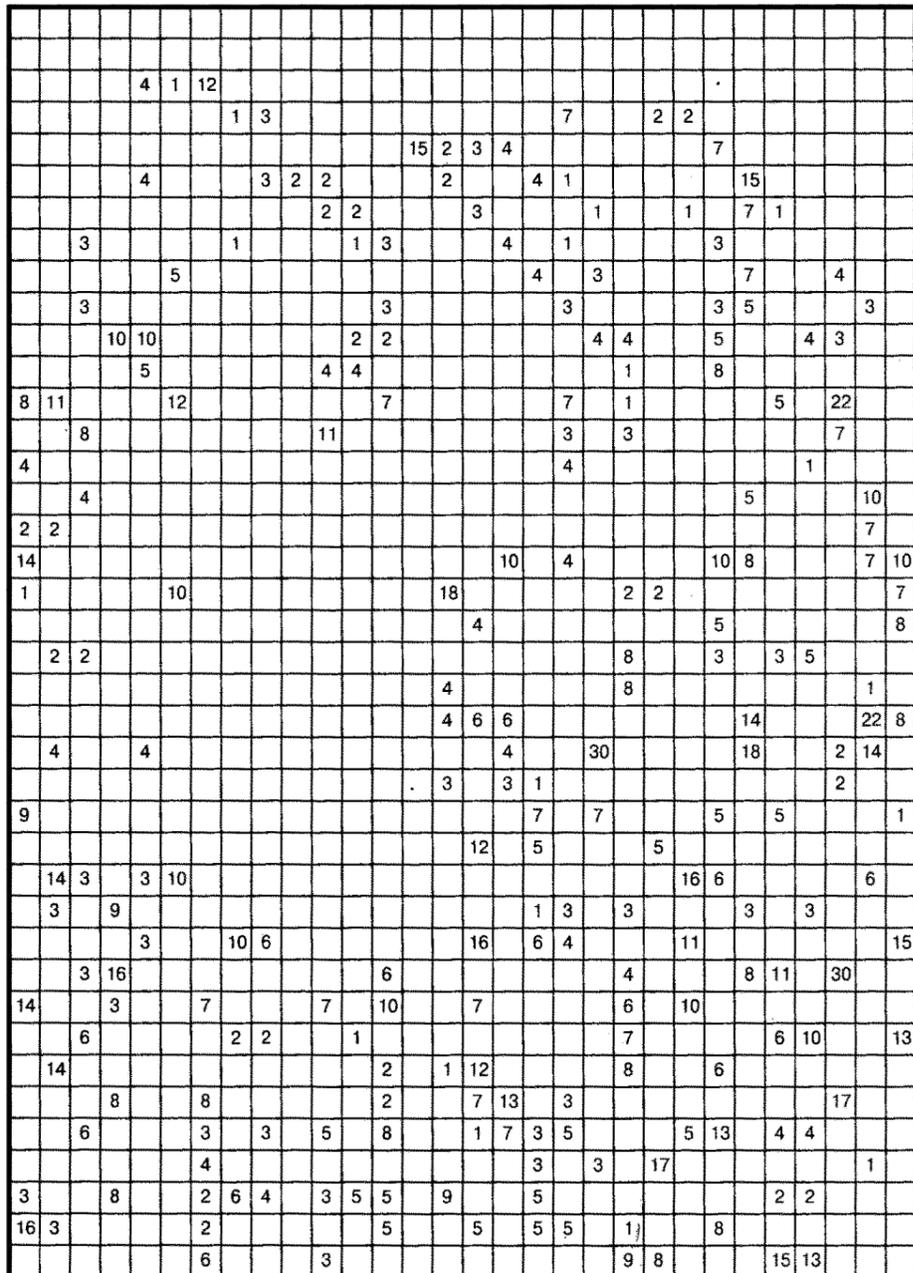 4 1 12
1 3 7 2 2
15 2 3 4 7
4 3 2 2 2 4 1 15
2 2 3 1 1 7 1
3 1 1 3 4 1 3
5 4 3 7 4
3 3 3 3 5 3
10 10 2 2 4 4 5 4 3
5 4 4 1 8
8 11 12 7 7 1 5 22
8 11 3 3 7
4 4 1
4 5 10
2 2 7
14 10 4 10 8 7 10
1 10 18 2 2 7
4 5 8
2 2 8 3 3 5
4 8 1
4 6 6 14 22 8
4 4 4 30 18 2 14
3 3 1 2
9 7 7 5 5 1
12 5 5
14 3 3 10 16 6 6
3 9 1 3 3 3 3
3 10 6 16 6 4 11 15
3 16 6 4 8 11 30
14 3 7 7 10 7 6 10
6 2 2 1 7 6 10 13
14 2 1 12 8 6
8 8 2 7 13 3 17
6 3 3 5 8 1 7 3 5 5 13 4 4
4 3 3 17 1
3 8 2 6 4 3 5 5 9 5 2 2
16 3 2 5 5 5 5 1 8
6 3 9 8 15 13